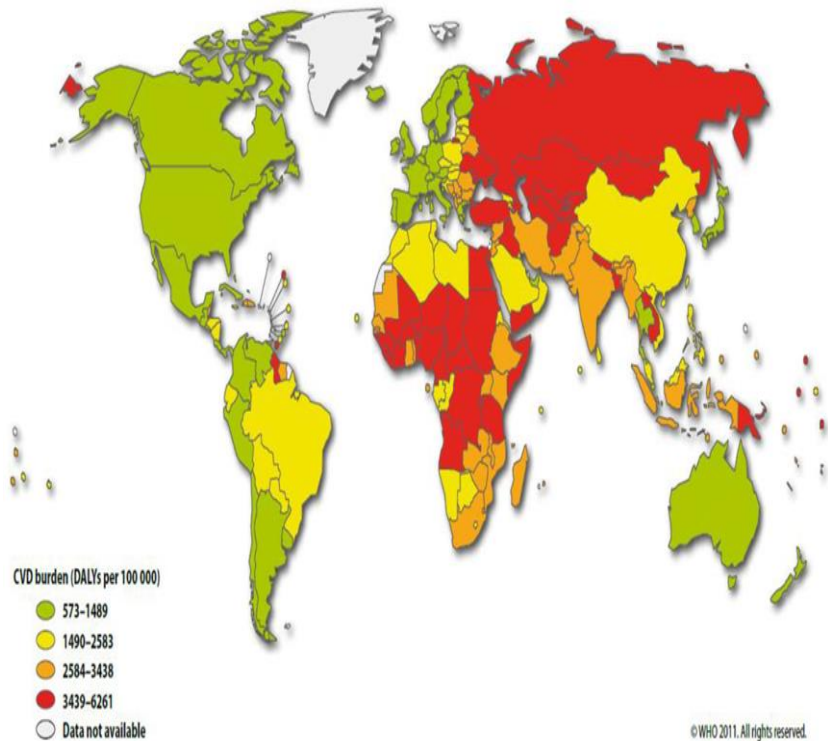 CVD burden (DALYs per 100 000)
573–1489
1490–2583
2584–3438
3439–6261
Data not available
© WHO 2011. All rights reserved.